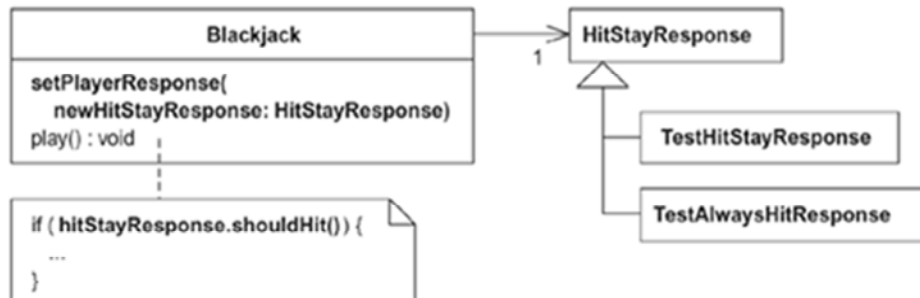 Blackjack
setPlayerResponse(
newHitStayResponse: HitStayResponse)
play() : void
if ( hitStayResponse.shouldHit()) {
...
}
1
HitStayResponse
TestHitStayResponse
TestAlwaysHitResponse